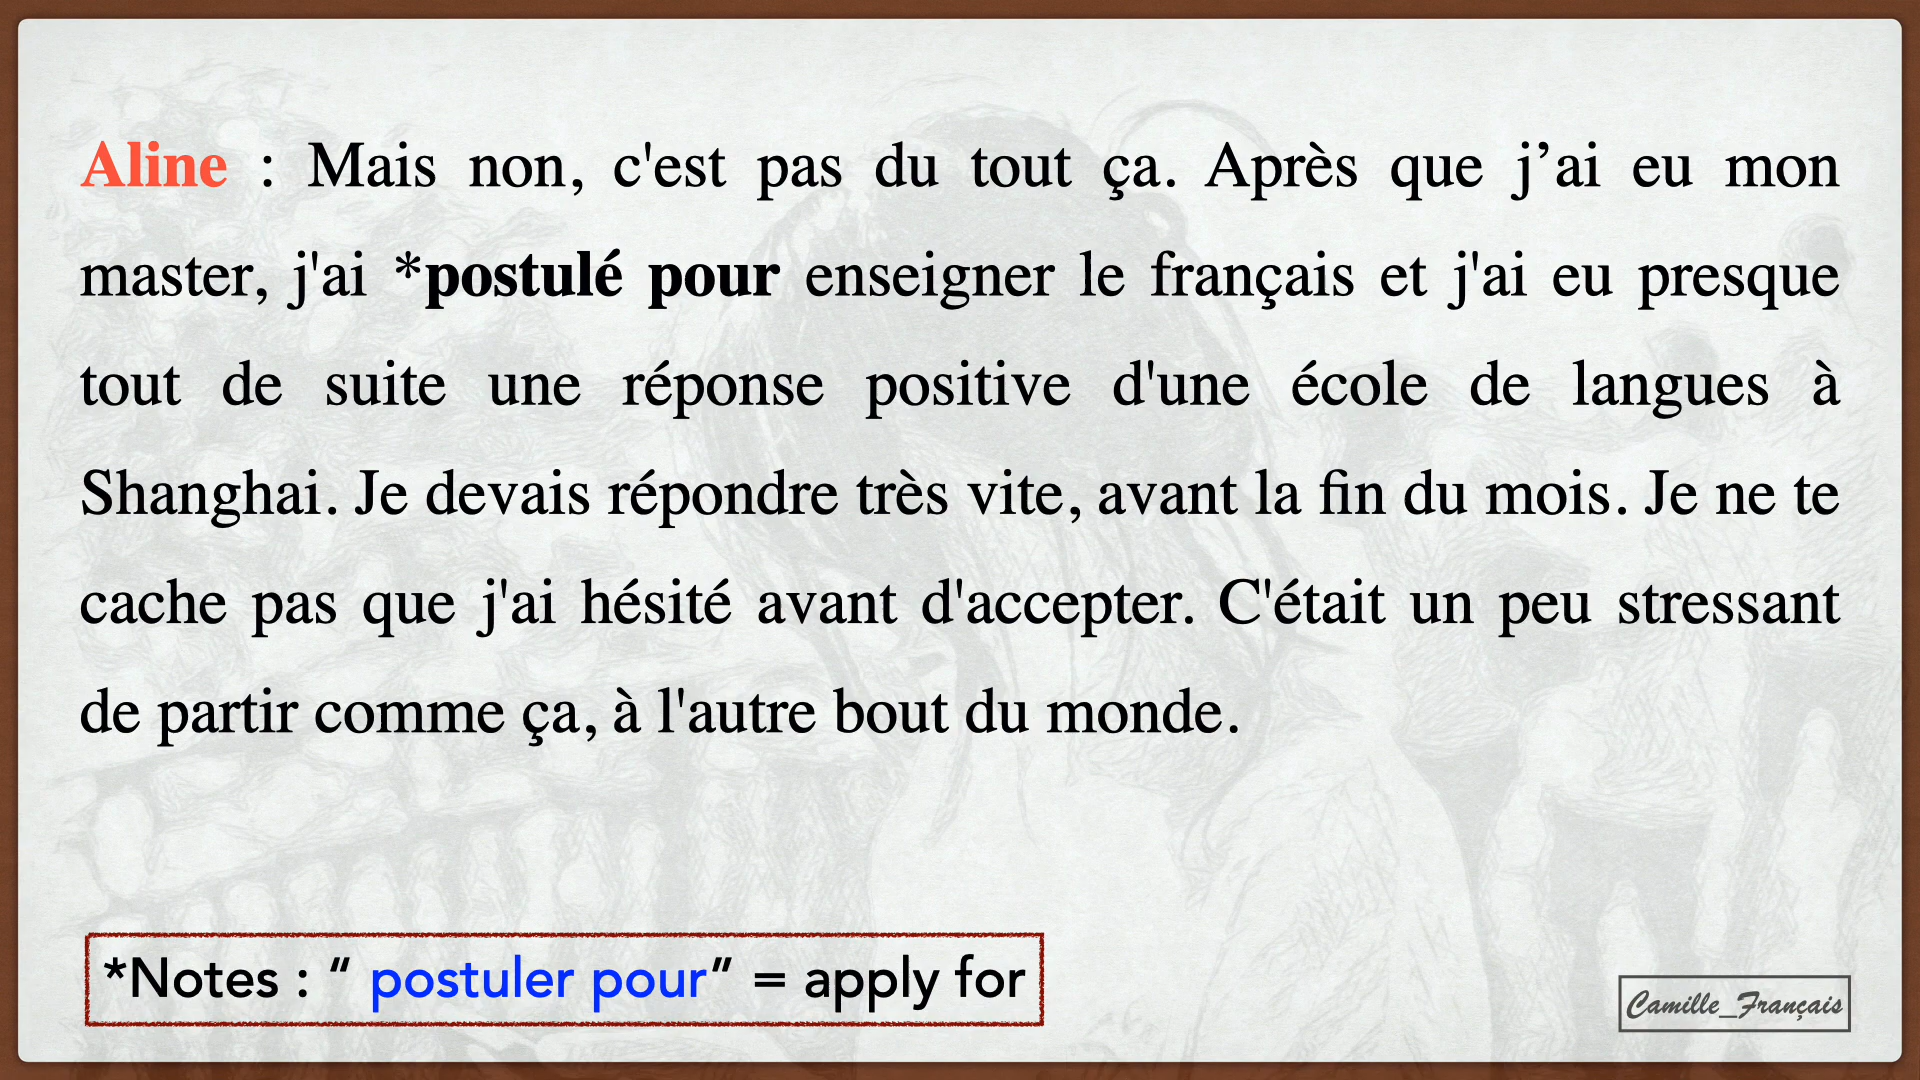 Aline : Mais non, c'est pas du tout ça. Après que j’ai eu mon
master, j'ai *postulé pour enseigner le français et j'ai eu presque
tout de suite une réponse positive d'une école de langues à
Shanghai. Je devais répondre très vite, avant la fin du mois. Je ne te
cache pas que j'ai hésité avant d'accepter. C'était un peu stressant
de partir comme ça, à l'autre bout du monde.
*Notes : “ postuler pour” = apply for
Camille_Français